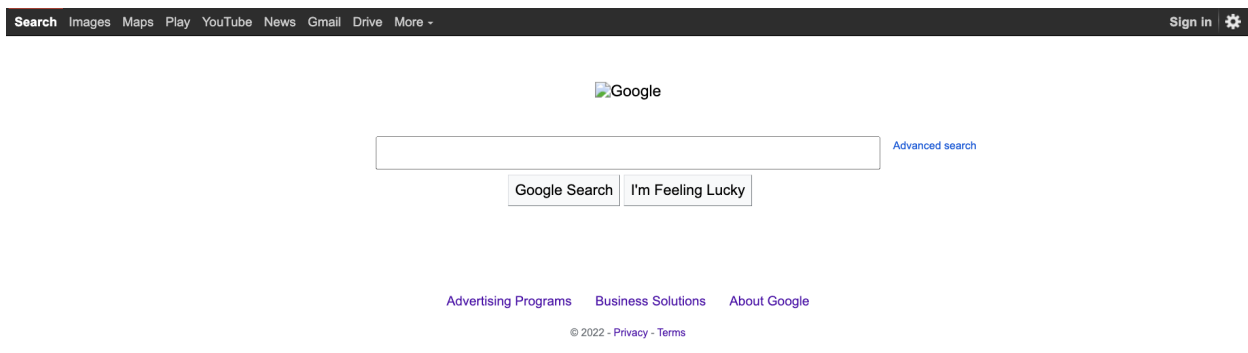 Search Images Maps Play YouTube News Gmail Drive More Sign in
Google
Advanced search
Google Search I'm Feeling Lucky
Advertising Programs Business Solutions About Google
© 2022 - Privacy - Terms